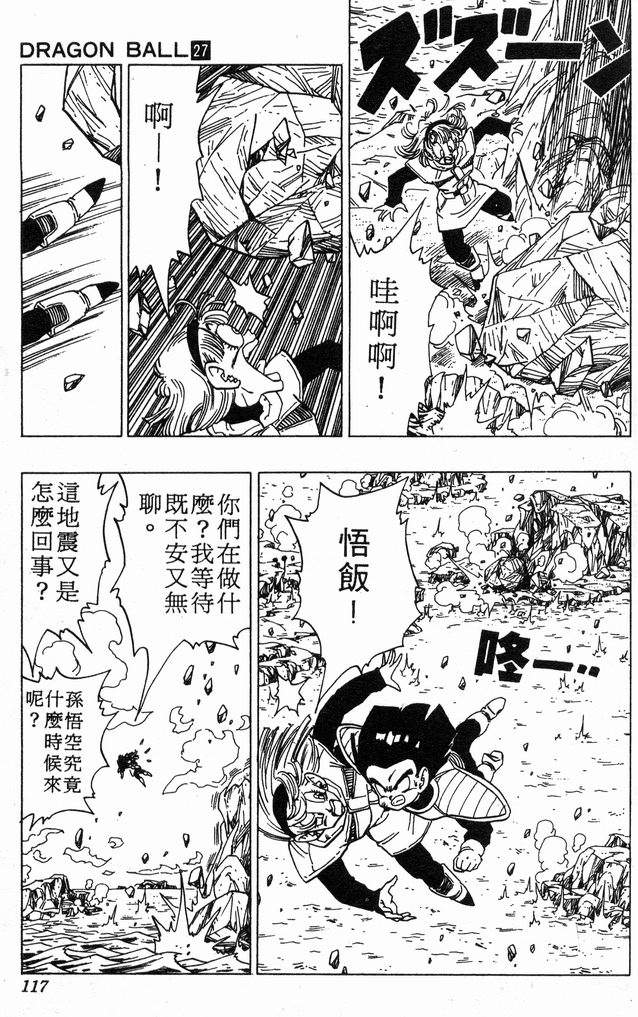 DRAGON BALL 27
ズズーン
哇啊啊！
啊—！
悟飯！
咚—··
你們在做什
麼？我等待
既不安又無
聊。
這地震又是
怎麼回事？
孫悟空究竟
什麼時候來
呢？
117